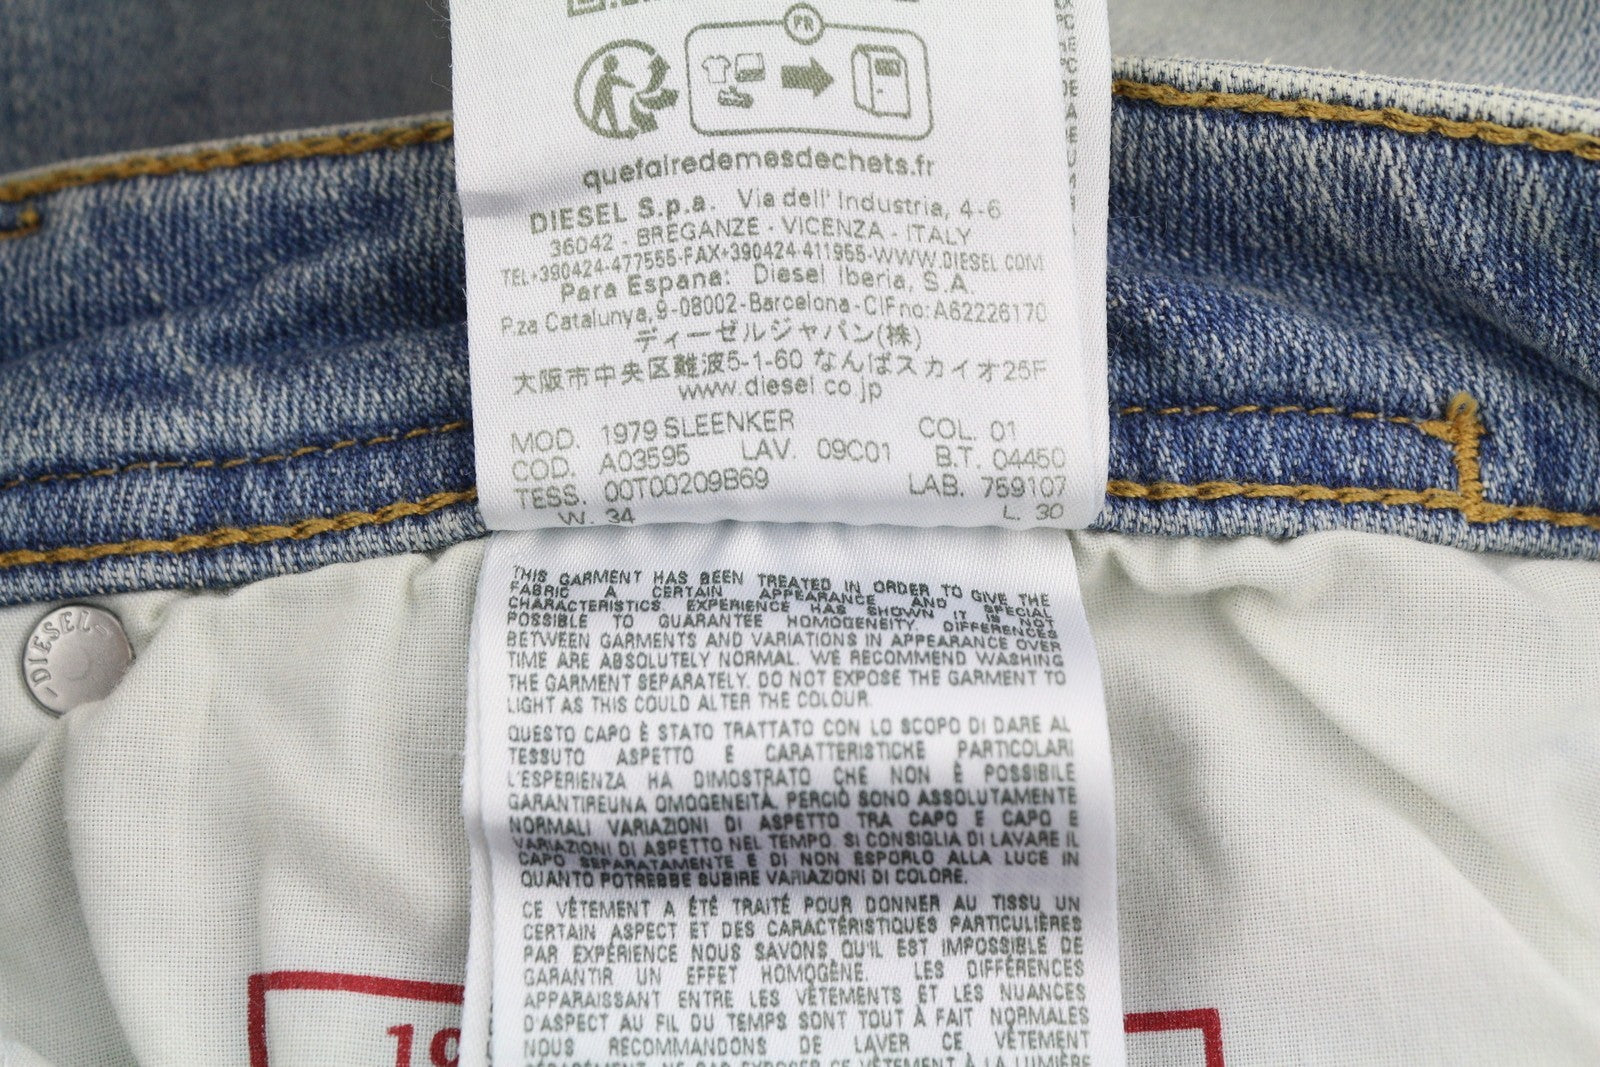 FR
quefairedemesdechets.fr
DIESEL S.p.a. Via dell' Industria, 4-6
36042 - BREGANZE - VICENZA - ITALY
TEL+390424-477555-FAX+390424-411955-WWW.DIESEL.COM
Para Espana: Diesel Iberia, S.A.
P.za Catalunya,9-08002-Barcelona-CIFno:A62226170
ディーゼルジャパン(株)
大阪市中央区難波5-1-60 なんばスカイオ25F
www.diesel.co.jp
MOD. 1979 SLEENKER COL. 01
COD. A03595 LAV. 09C01 B.T. 04450
TESS. 00T00209B69 LAB. 759107
W. 34 L. 30
THIS GARMENT HAS BEEN TREATED IN ORDER TO GIVE THE
FABRIC A CERTAIN APPEARANCE AND SPECIAL
CHARACTERISTICS. EXPERIENCE HAS SHOWN IT IS NOT
POSSIBLE TO GUARANTEE HOMOGENEITY. DIFFERENCES
BETWEEN GARMENTS AND VARIATIONS IN APPEARANCE OVER
TIME ARE ABSOLUTELY NORMAL. WE RECOMMEND WASHING
THE GARMENT SEPARATELY. DO NOT EXPOSE THE GARMENT TO
LIGHT AS THIS COULD ALTER THE COLOUR.
QUESTO CAPO È STATO TRATTATO CON LO SCOPO DI DARE AL
TESSUTO ASPETTO E CARATTERISTICHE PARTICOLARI
L'ESPERIENZA HA DIMOSTRATO CHE NON È POSSIBILE
GARANTIREUNA OMOGENEITÀ. PERCIÒ SONO ASSOLUTAMENTE
NORMALI VARIAZIONI DI ASPETTO TRA CAPO E CAPO E
VARIAZIONI DI ASPETTO NEL TEMPO. SI CONSIGLIA DI LAVARE IL
CAPO SEPARATAMENTE E DI NON ESPORLO ALLA LUCE IN
QUANTO POTREBBE SUBIRE VARIAZIONI DI COLORE.
CE VÊTEMENT A ÉTÉ TRAITÉ POUR DONNER AU TISSU UN
CERTAIN ASPECT ET DES CARACTÉRISTIQUES PARTICULIÈRES
PAR EXPÉRIENCE NOUS SAVONS QU'IL EST IMPOSSIBLE DE
GARANTIR UN EFFET HOMOGÈNE. LES DIFFÉRENCES
APPARAISSANT ENTRE LES VÊTEMENTS ET LES NUANCES
D'ASPECT AU FIL DU TEMPS SONT TOUT À FAIT NORMALES
NOUS RECOMMANDONS DE LAVER CE VÊTEMENT
SÉPARÉMENT. NE PAS EXPOSER CE VÊTEMENT À LA LUMIÈRE
DIESEL
19